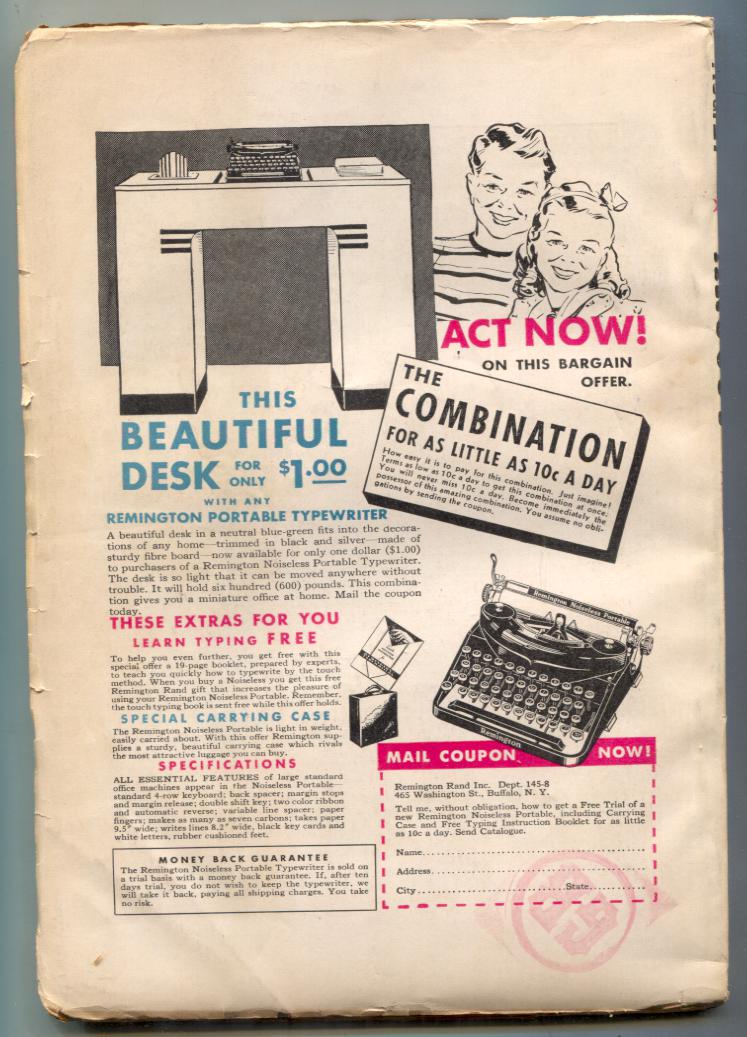 ACT NOW!
ON THIS BARGAIN
OFFER.
THE
COMBINATION
FOR AS LITTLE AS 10c A DAY
How easy it is to pay for this combination. Just imagine!
Terms as low as 10c a day to get this combination at once.
You will never miss 10c a day. Become immediately the
possessor of this amazing combination. You assume no obli-
gations by sending the coupon.
THIS
BEAUTIFUL
DESK FOR ONLY $1.00
WITH ANY
REMINGTON PORTABLE TYPEWRITER
A beautiful desk in a neutral blue-green fits into the decora-
tions of any home—trimmed in black and silver—made of
sturdy fibre board—now available for only one dollar ($1.00)
to purchasers of a Remington Noiseless Portable Typewriter.
The desk is so light that it can be moved anywhere without
trouble. It will hold six hundred (600) pounds. This combina-
tion gives you a miniature office at home. Mail the coupon
today.
THESE EXTRAS FOR YOU
LEARN TYPING FREE
To help you even further, you get free with this
special offer a 19-page booklet, prepared by experts,
to teach you quickly how to typewrite by the touch
method. When you buy a Noiseless you get this free
Remington Rand gift that increases the pleasure of
using your Remington Noiseless Portable. Remember,
the touch typing book is sent free while this offer holds.
SPECIAL CARRYING CASE
The Remington Noiseless Portable is light in weight,
easily carried about. With this offer Remington sup-
plies a sturdy, beautiful carrying case which rivals
the most attractive luggage you can buy.
SPECIFICATIONS
ALL ESSENTIAL FEATURES of large standard
office machines appear in the Noiseless Portable—
standard 4-row keyboard; back spacer; margin stops
and margin release; double shift key; two color ribbon
and automatic reverse; variable line spacer; paper
fingers; makes as many as seven carbons; takes paper
9.5" wide; writes lines 8.2" wide, black key cards and
white letters, rubber cushioned feet.
MONEY BACK GUARANTEE
The Remington Noiseless Portable Typewriter is sold on
a trial basis with a money back guarantee. If, after ten
days trial, you do not wish to keep the typewriter, we
will take it back, paying all shipping charges. You take
no risk.
Remington Noiseless Portable
Remington
MAIL COUPON NOW!
Remington Rand Inc. Dept. 145-8
465 Washington St., Buffalo, N. Y.
Tell me, without obligation, how to get a Free Trial of a
new Remington Noiseless Portable, including Carrying
Case and Free Typing Instruction Booklet for as little
as 10c a day. Send Catalogue.
Name
Address
City State